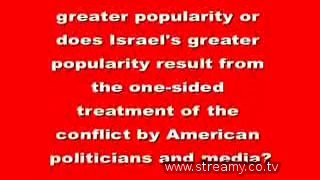 greater popularity or
does Israel's greater
popularity result from
the one-sided
treatment of the
conflict by American
politicians and media?
www.streamy.co.tv